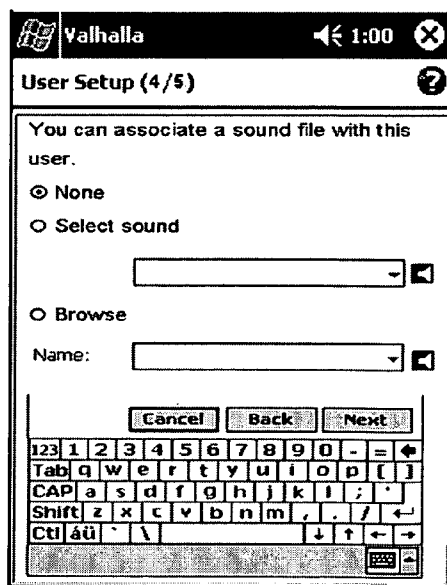 Valhalla 1:00
User Setup (4/5)
You can associate a sound file with this
user.
None
Select sound
Browse
Name:
Cancel Back Next
123 1 2 3 4 5 6 7 8 9 0 - =
Tab q w e r t y u i o p [ ]
CAP a s d f g h j k l ; '
Shift z x c v b n m , . /
Ctl áü ` \